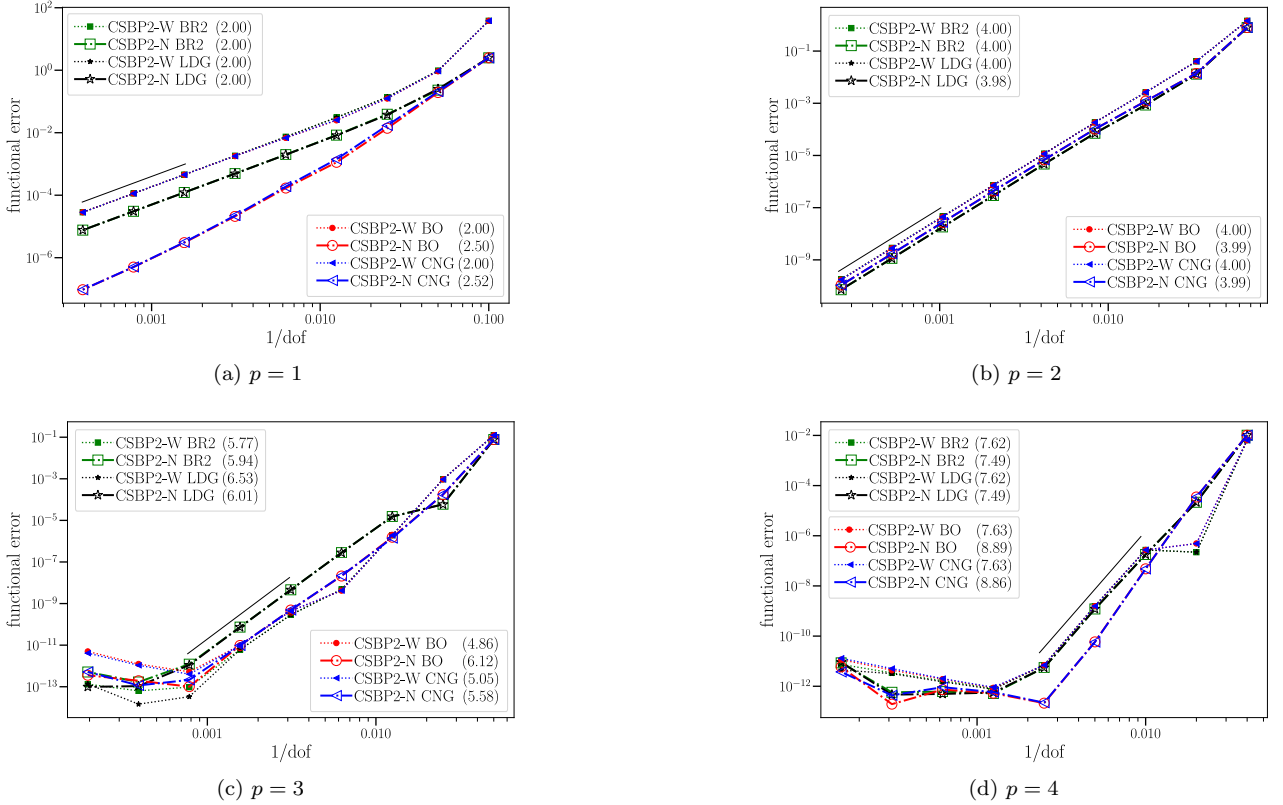 10^2
10^0
10^−2
10^−4
10^−6
functional error
CSBP2-W BR2 (2.00)
CSBP2-N BR2 (2.00)
CSBP2-W LDG (2.00)
CSBP2-N LDG (2.00)
CSBP2-W BO (2.00)
CSBP2-N BO (2.50)
CSBP2-W CNG (2.00)
CSBP2-N CNG (2.52)
0.001 0.010 0.100
1/dof
(a) p = 1
10^−1
10^−3
10^−5
10^−7
10^−9
functional error
CSBP2-W BR2 (4.00)
CSBP2-N BR2 (4.00)
CSBP2-W LDG (4.00)
CSBP2-N LDG (3.98)
CSBP2-W BO (4.00)
CSBP2-N BO (3.99)
CSBP2-W CNG (4.00)
CSBP2-N CNG (3.99)
0.001 0.010
1/dof
(b) p = 2
10^−1
10^−3
10^−5
10^−7
10^−9
10^−11
10^−13
functional error
CSBP2-W BR2 (5.77)
CSBP2-N BR2 (5.94)
CSBP2-W LDG (6.53)
CSBP2-N LDG (6.01)
CSBP2-W BO (4.86)
CSBP2-N BO (6.12)
CSBP2-W CNG (5.05)
CSBP2-N CNG (5.58)
0.001 0.010
1/dof
(c) p = 3
10^−2
10^−4
10^−6
10^−8
10^−10
10^−12
functional error
CSBP2-W BR2 (7.62)
CSBP2-N BR2 (7.49)
CSBP2-W LDG (7.62)
CSBP2-N LDG (7.49)
CSBP2-W BO (7.63)
CSBP2-N BO (8.89)
CSBP2-W CNG (7.63)
CSBP2-N CNG (8.86)
0.001 0.010
1/dof
(d) p = 4